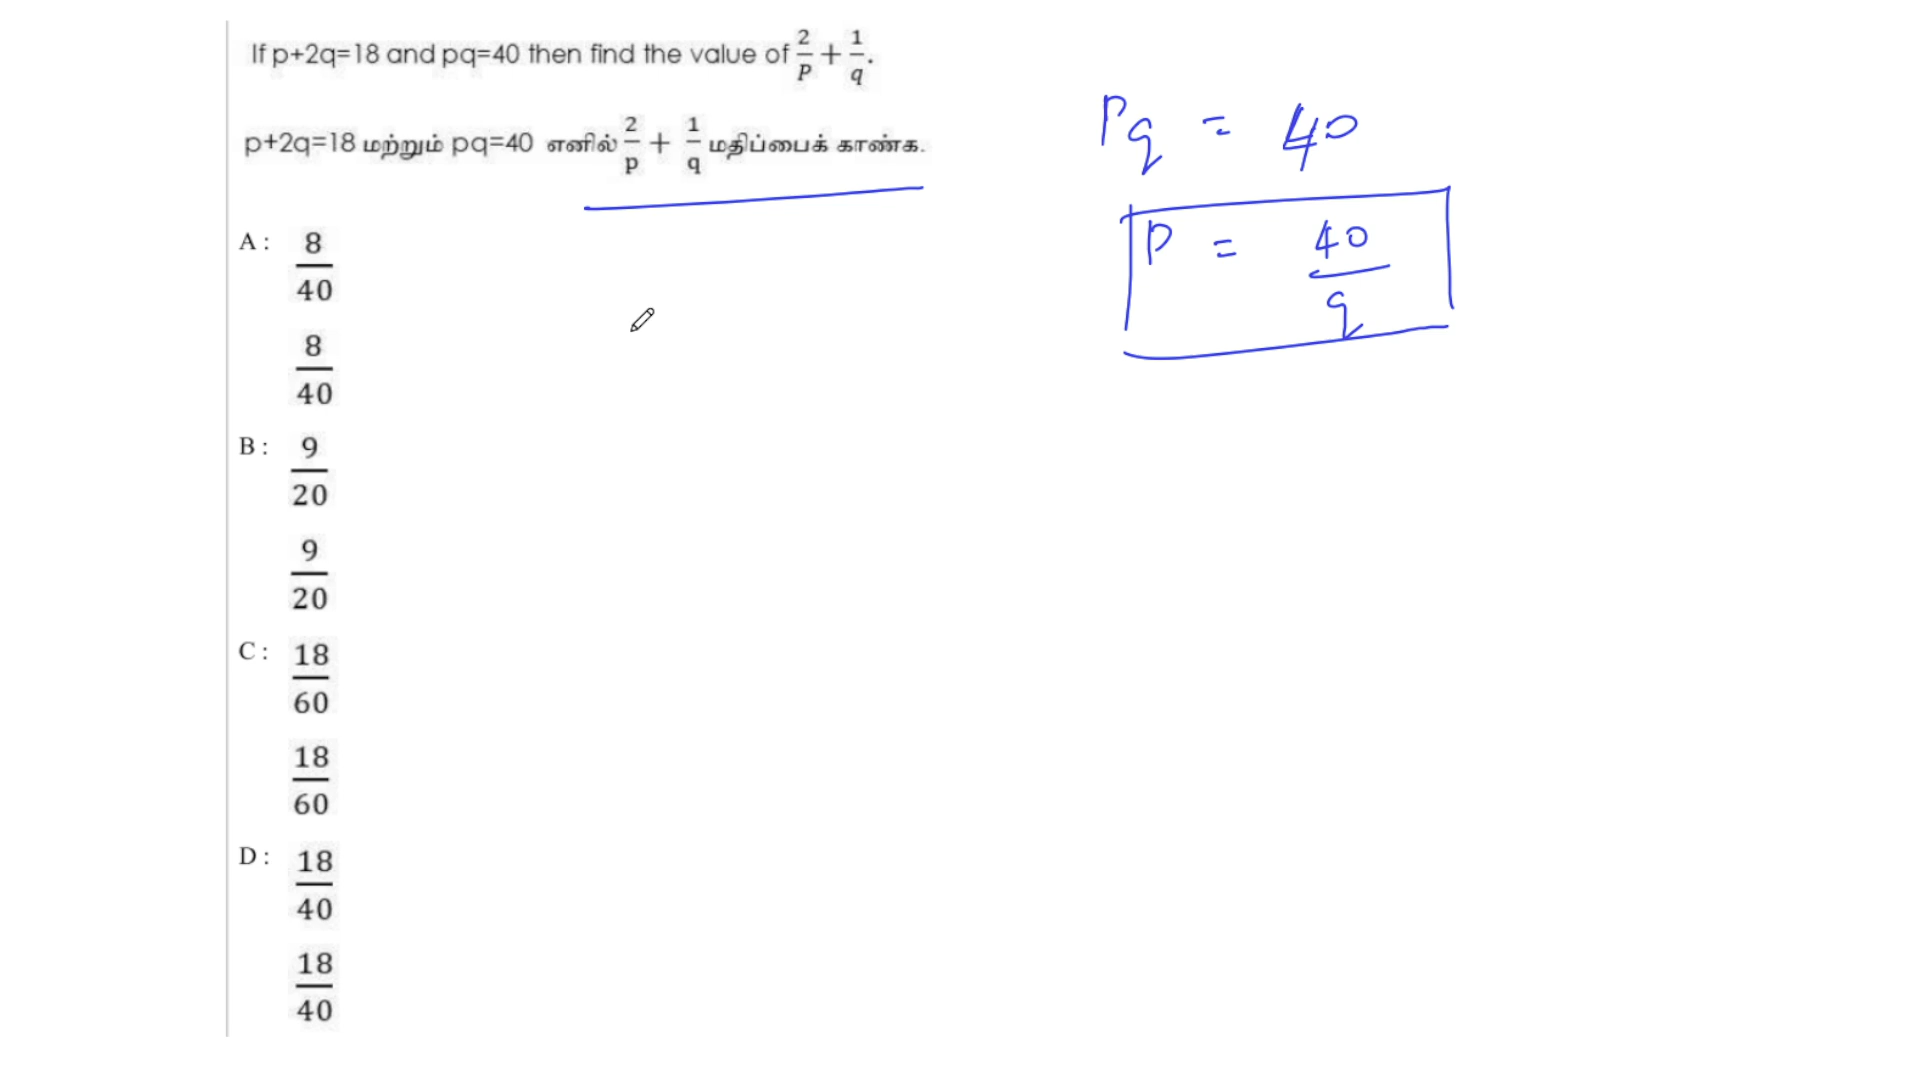 If p+2q=18 and pq=40 then find the value of 2/P + 1/q.
p+2q=18 மற்றும் pq=40 எனில் 2/p + 1/q மதிப்பைக் காண்க.
A : 8/40
8/40
B : 9/20
9/20
C : 18/60
18/60
D : 18/40
18/40
Pq = 40
P = 40/q